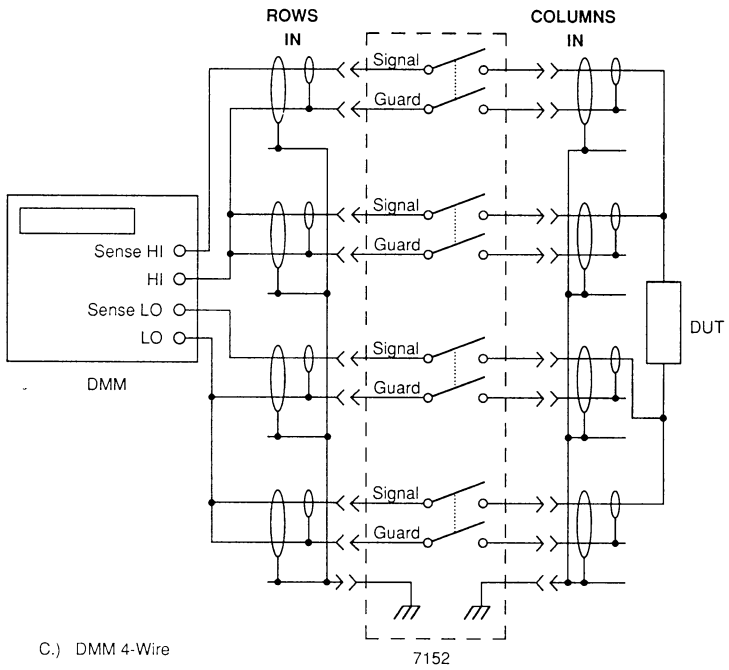 ROWS
IN
COLUMNS
IN
Signal
Guard
Signal
Guard
Sense HI
HI
Sense LO
LO
DMM
Signal
Guard
DUT
Signal
Guard
C.) DMM 4-Wire
7152